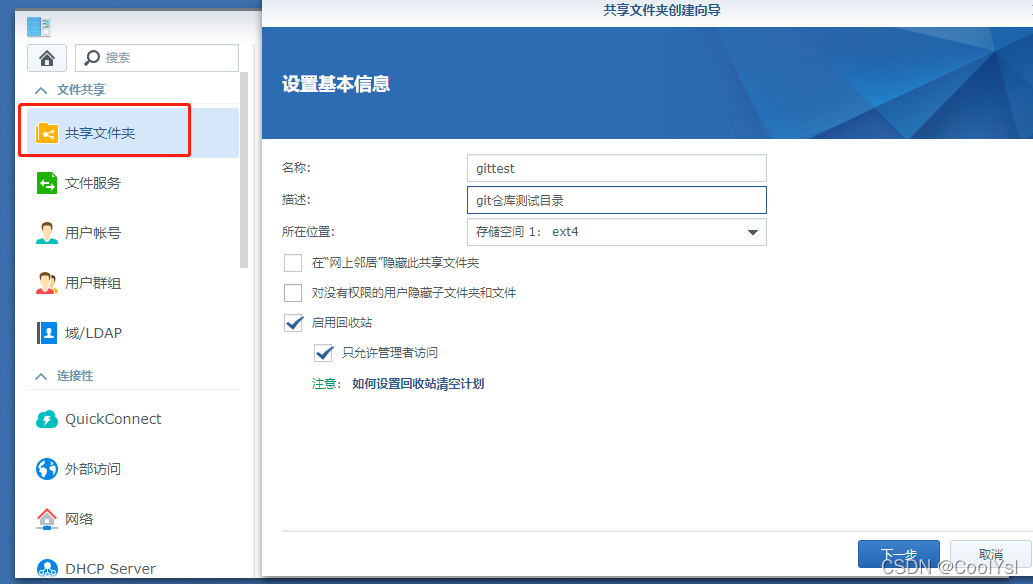 共享文件夹创建向导
搜索
文件共享
共享文件夹
文件服务
用户帐号
用户群组
域/LDAP
连接性
QuickConnect
外部访问
网络
DHCP Server
设置基本信息
名称: gittest
描述: git仓库测试目录
所在位置: 存储空间 1: ext4
在“网上邻居”隐藏此共享文件夹
对没有权限的用户隐藏子文件夹和文件
启用回收站
只允许管理者访问
注意: 如何设置回收站清空计划
下一步 取消
CSDN @CoolYsl